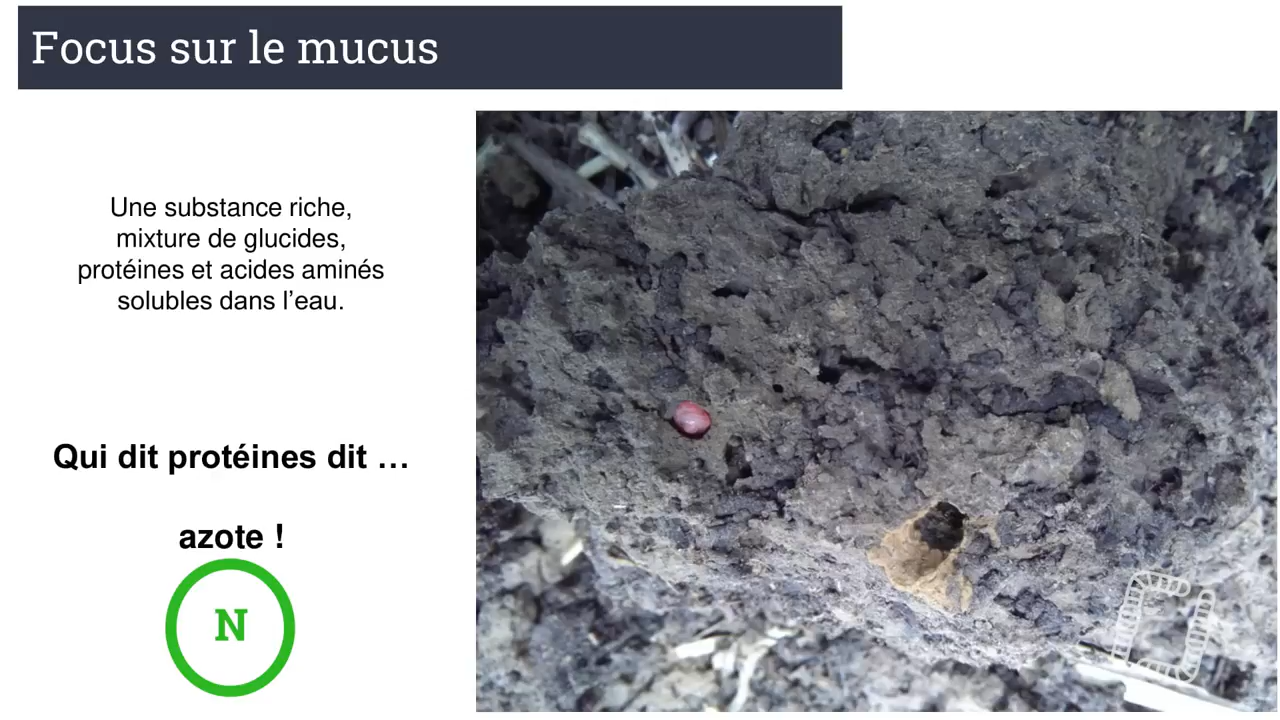 Focus sur le mucus
Une substance riche,
mixture de glucides,
protéines et acides aminés
solubles dans l’eau.
Qui dit protéines dit …
azote !
N